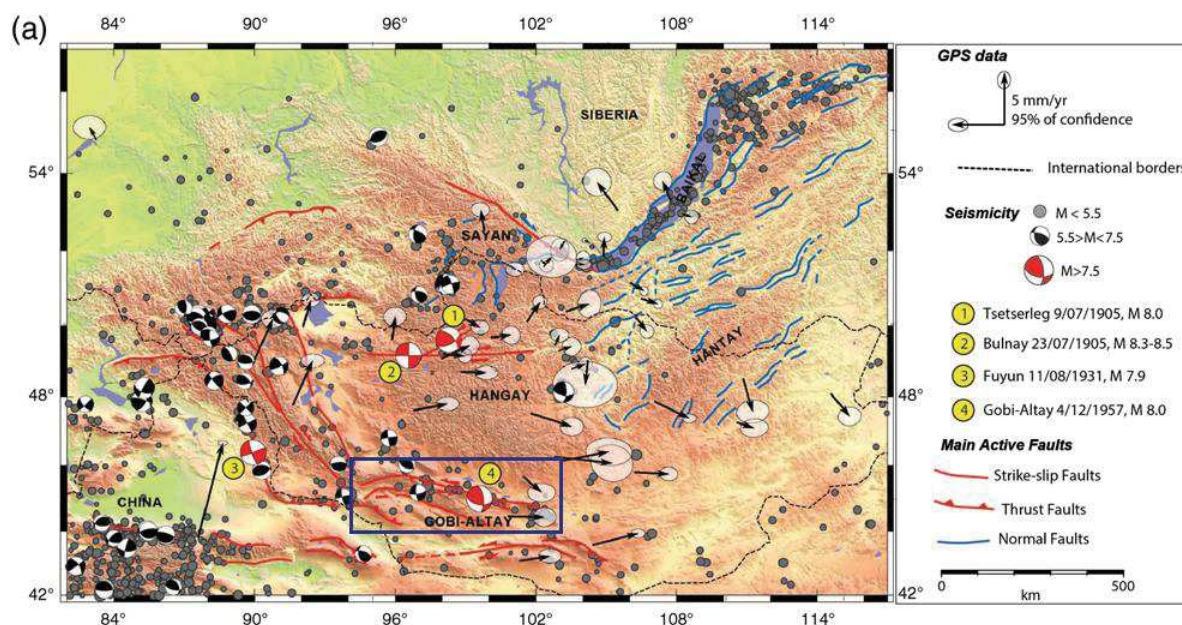 (a)
84° 90° 96° 102° 108° 114°
SIBERIA
BAIKAL
54° 54°
SAYAN
1
HANTAY
2
48° HANGAY 48°
3
4
CHINA
GOBI-ALTAY
42° 42°
84° 90° 96° 102° 108° 114°
GPS data
5 mm/yr
95% of confidence
International borders
Seismicity
M < 5.5
5.5>M<7.5
M>7.5
1 Tsetserleg 9/07/1905, M 8.0
2 Bulnay 23/07/1905, M 8.3-8.5
3 Fuyun 11/08/1931, M 7.9
4 Gobi-Altay 4/12/1957, M 8.0
Main Active Faults
Strike-slip Faults
Thrust Faults
Normal Faults
0 500
km